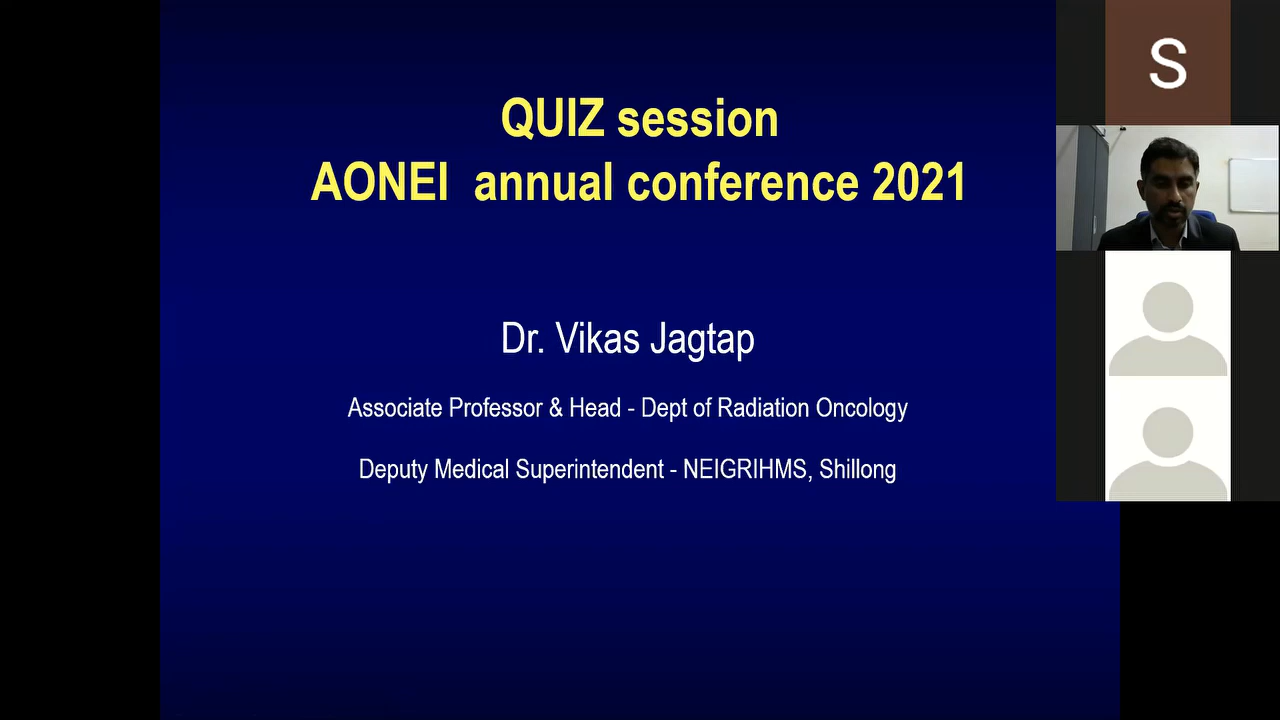 QUIZ session
AONEI annual conference 2021
Dr. Vikas Jagtap
Associate Professor & Head - Dept of Radiation Oncology
Deputy Medical Superintendent - NEIGRIHMS, Shillong
S